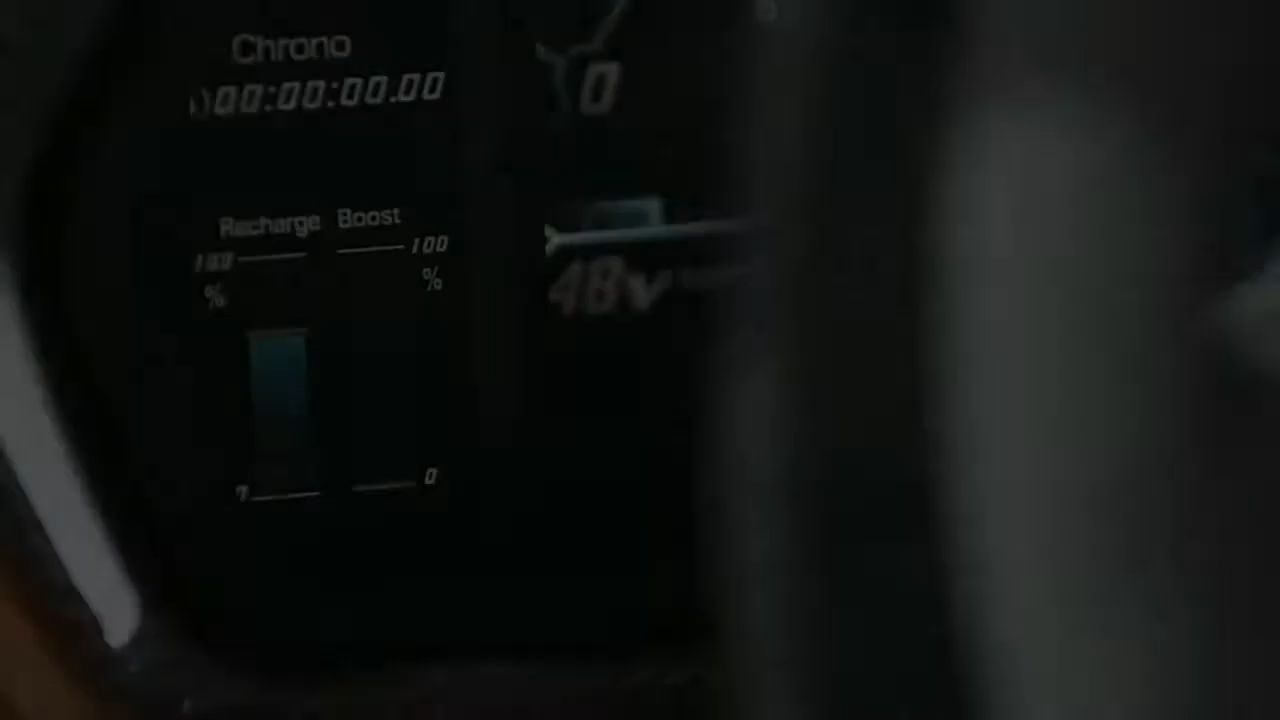 Chrono
00:00:00.00
0
Recharge Boost
100 100
% %
48V
0